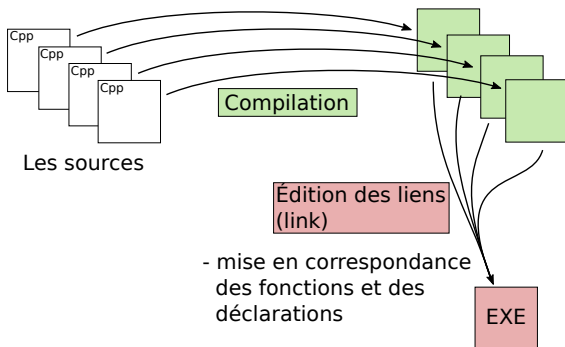 Cpp
Cpp
Cpp
Cpp
Les sources
Compilation
Édition des liens
(link)
- mise en correspondance
des fonctions et des
déclarations
EXE